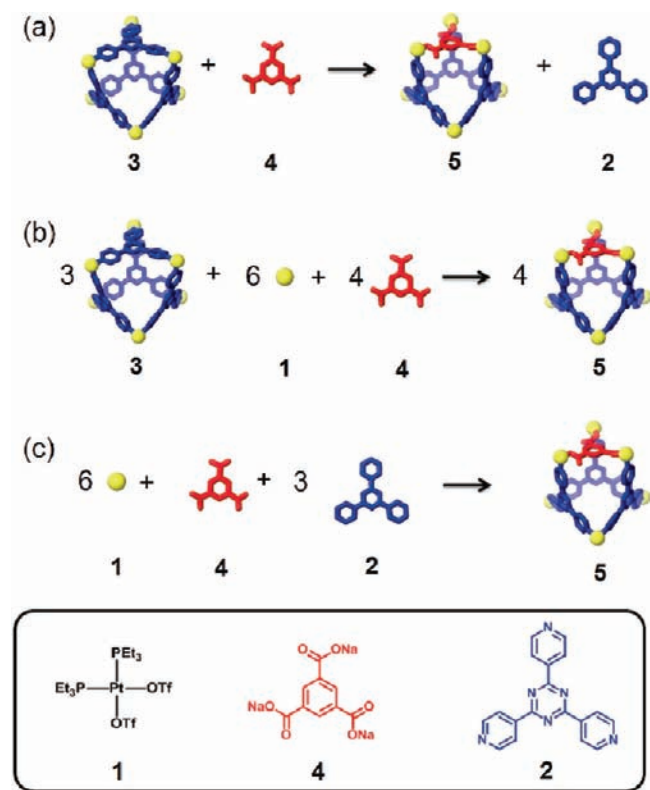 (a)
+ → +
3 4 5 2
(b)
3 + 6 + 4 → 4
3 1 4 5
(c)
6 + + 3 →
1 4 2 5
PEt₃
Et₃P—Pt—OTf
OTf
1
O ONa
NaO O
O ONa
4
N
N N
N
N N
2